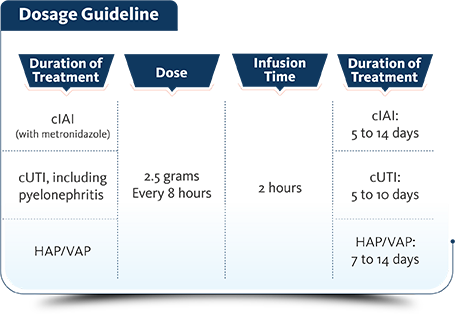 Dosage Guideline
Duration of
Treatment
Dose
Infusion
Time
Duration of
Treatment
cIAI
(with metronidazole)
cUTI, including
pyelonephritis
HAP/VAP
2.5 grams
Every 8 hours
2 hours
cIAI:
5 to 14 days
cUTI:
5 to 10 days
HAP/VAP:
7 to 14 days